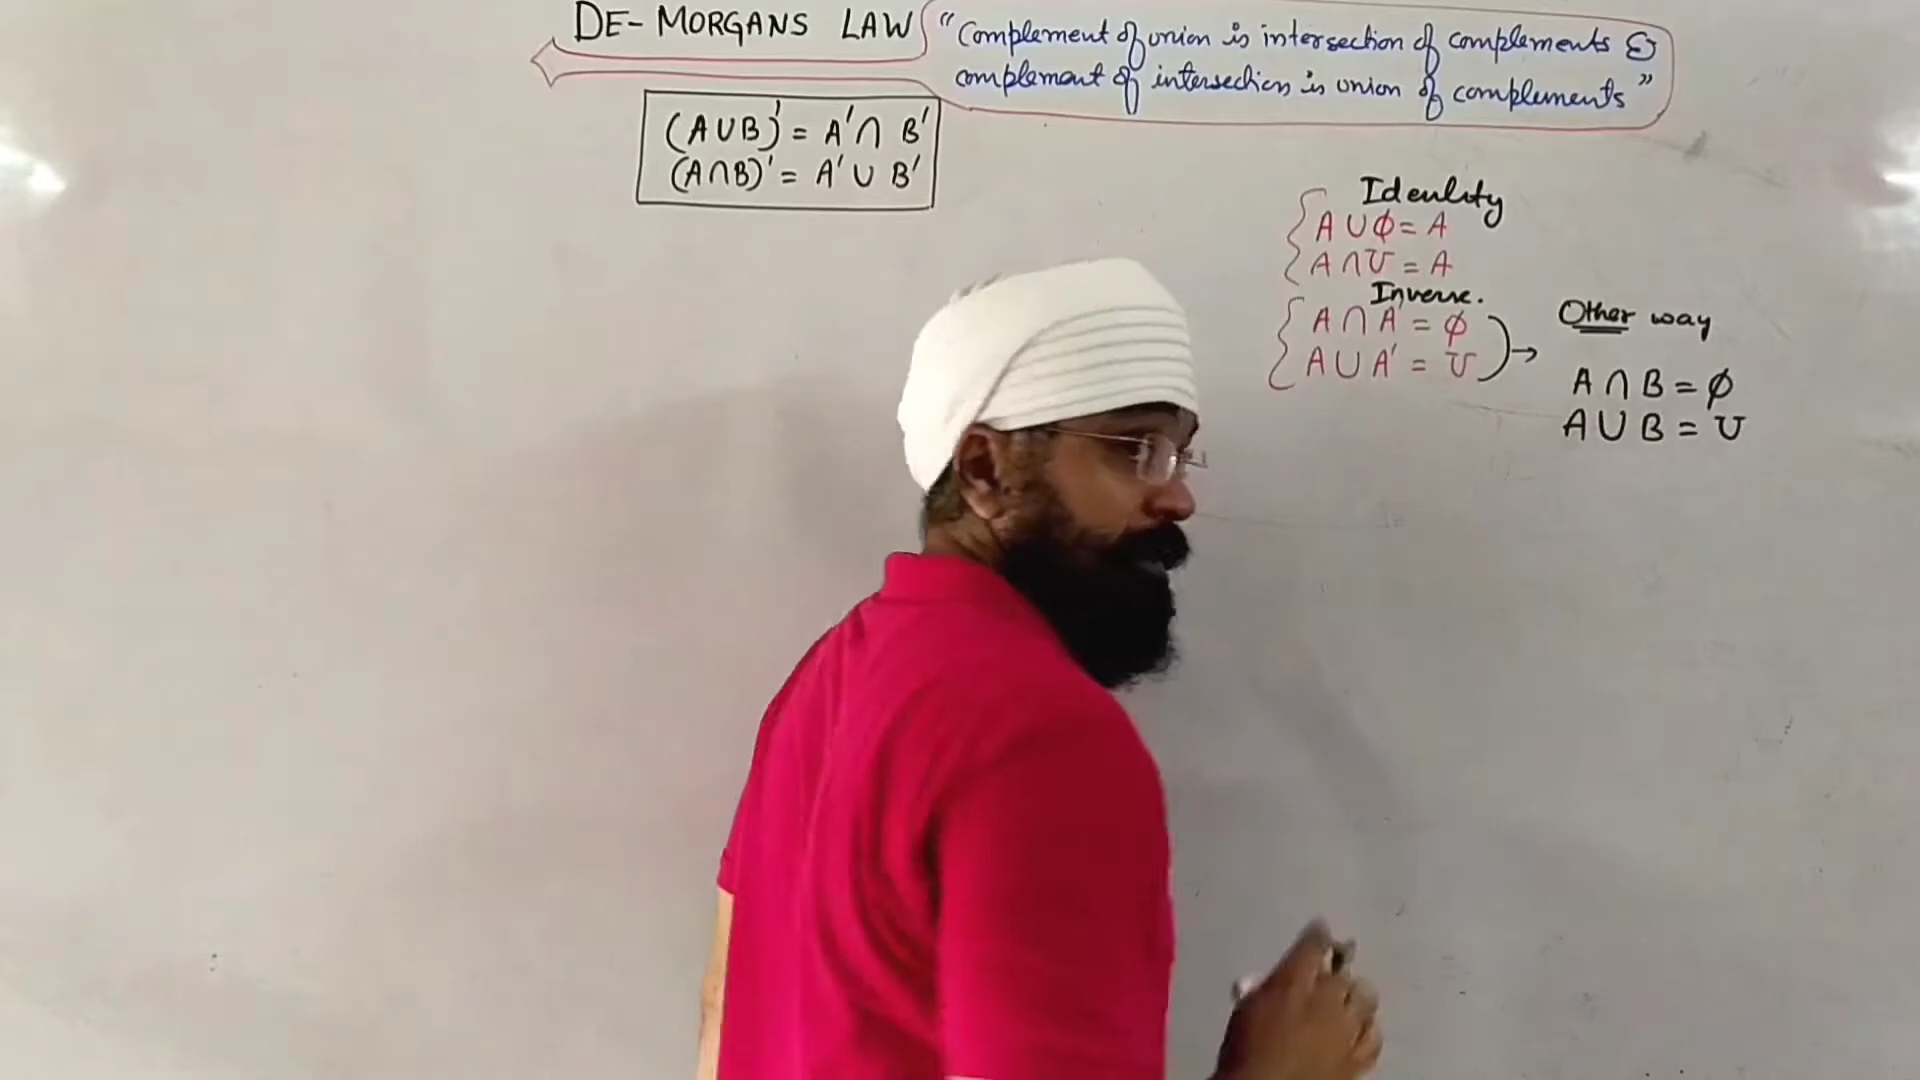 DE-MORGANS LAW
"Complement of union is intersection of complements &
complement of intersection is union of complements"
(A∪B)' = A'∩ B'
(A∩B)' = A' ∪ B'
Identity
A ∪ ϕ = A
A ∩ U = A
Inverse.
A ∩ A' = ϕ
A ∪ A' = U
Other way
A ∩ B = ϕ
A ∪ B = U